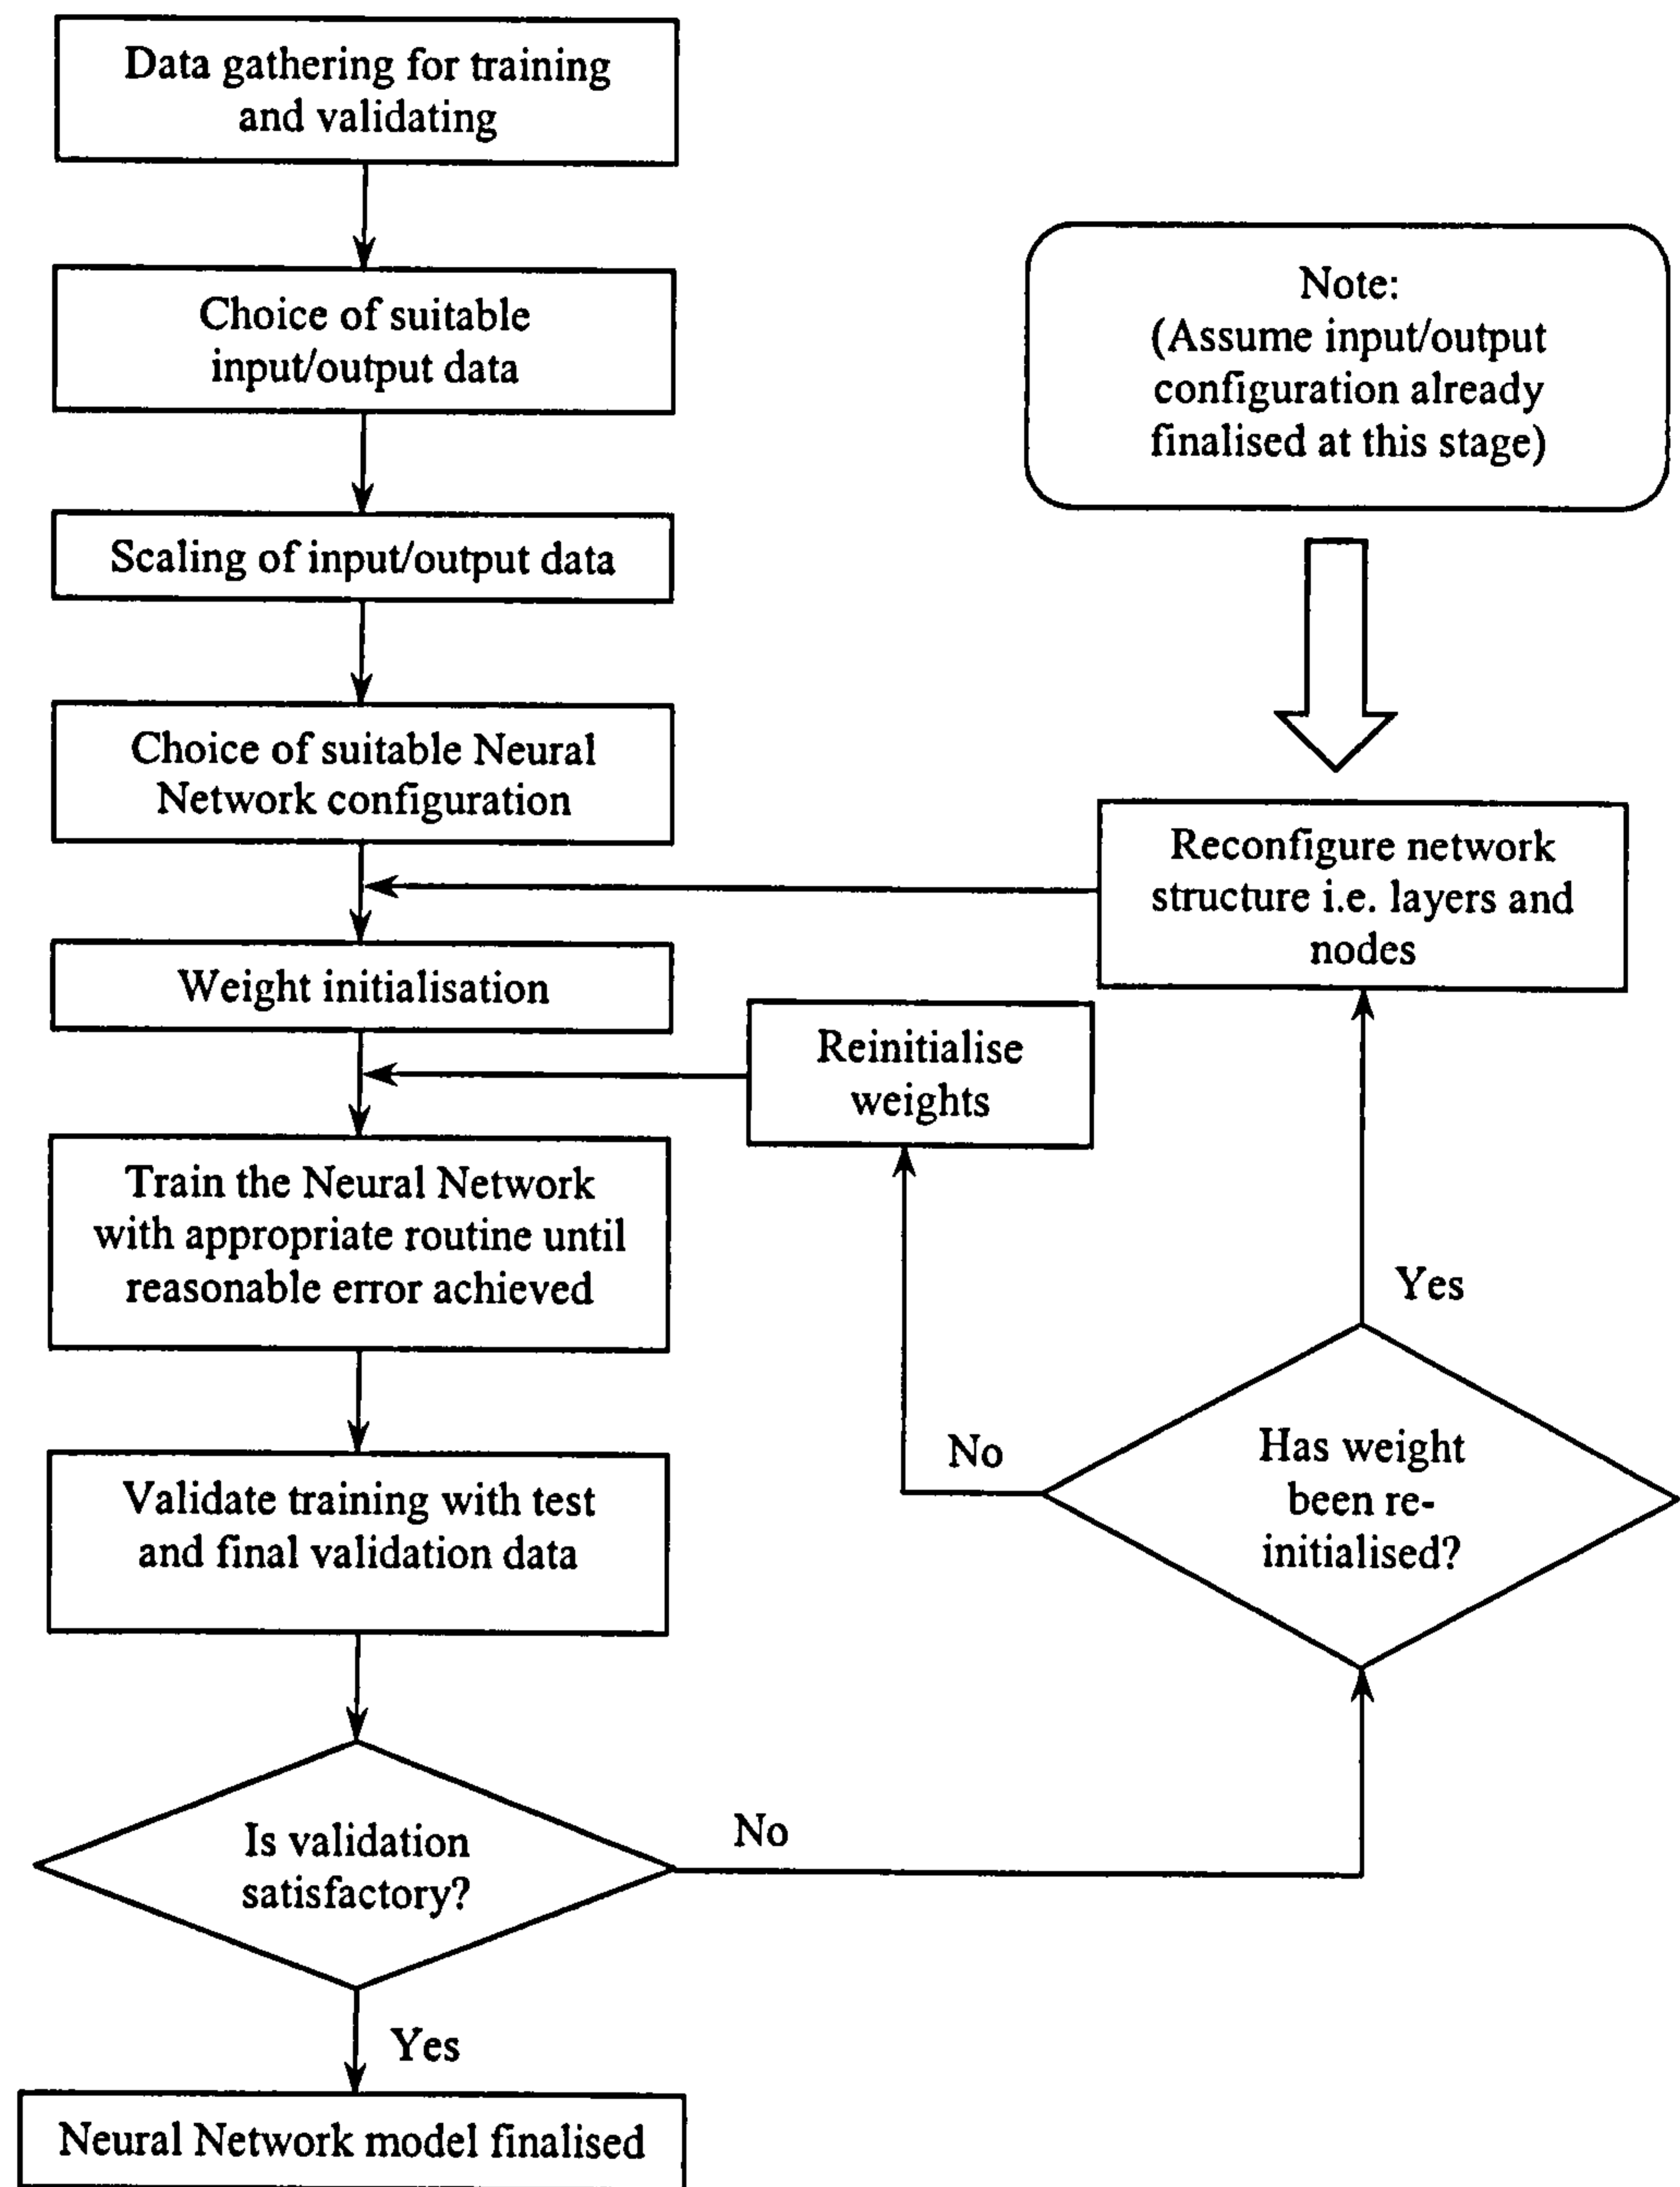 Data gathering for training
and validating
Choice of suitable
input/output data
Note:
(Assume input/output
configuration already
finalised at this stage)
Scaling of input/output data
Choice of suitable Neural
Network configuration
Reconfigure network
structure i.e. layers and
nodes
Weight initialisation
Reinitialise
weights
Train the Neural Network
with appropriate routine until
reasonable error achieved
Yes
No
Has weight
been re-
initialised?
Validate training with test
and final validation data
No
Is validation
satisfactory?
Yes
Neural Network model finalised